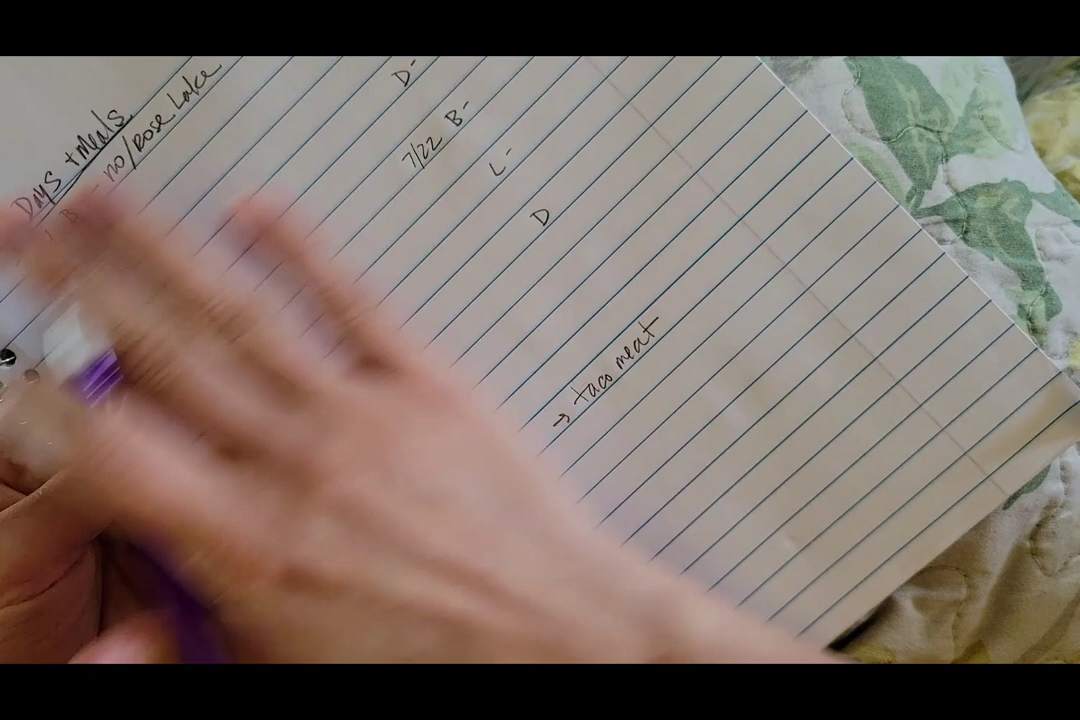 Days + Meals
B no/Rose Lake
D-
7/22 B-
L-
D
→ taco meat